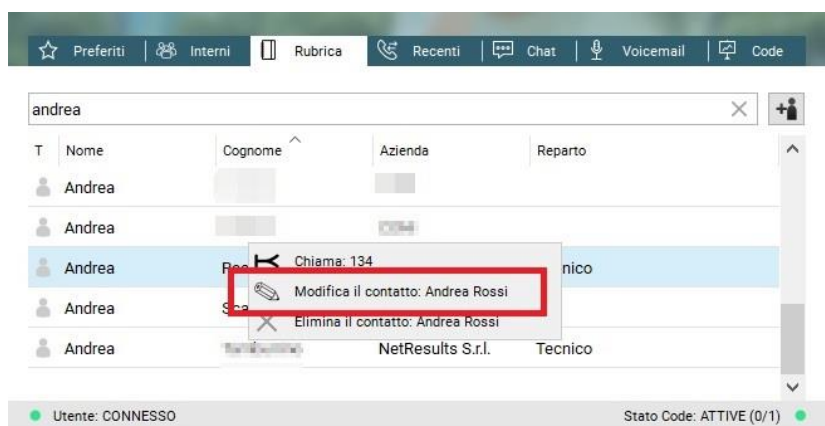 Preferiti Interni Rubrica Recenti Chat Voicemail Code
andrea
T Nome Cognome Azienda Reparto
Andrea
Andrea
Andrea
Chiama: 134
Modifica il contatto: Andrea Rossi
Elimina il contatto: Andrea Rossi
Andrea
Andrea NetResults S.r.l. Tecnico
Utente: CONNESSO Stato Code: ATTIVE (0/1)